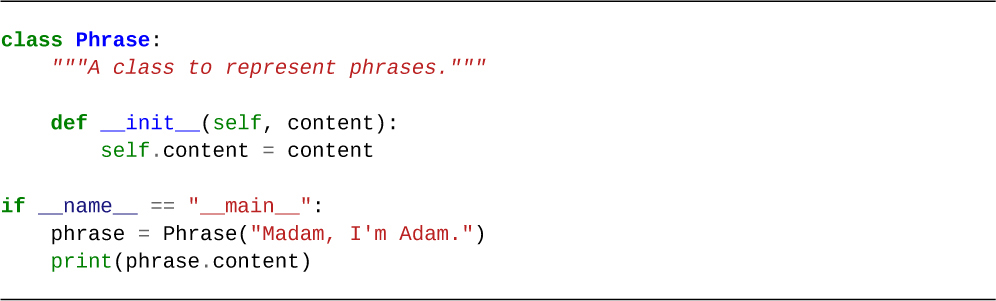 class Phrase:
    """A class to represent phrases."""

    def __init__(self, content):
        self.content = content

if __name__ == "__main__":
    phrase = Phrase("Madam, I'm Adam.")
    print(phrase.content)